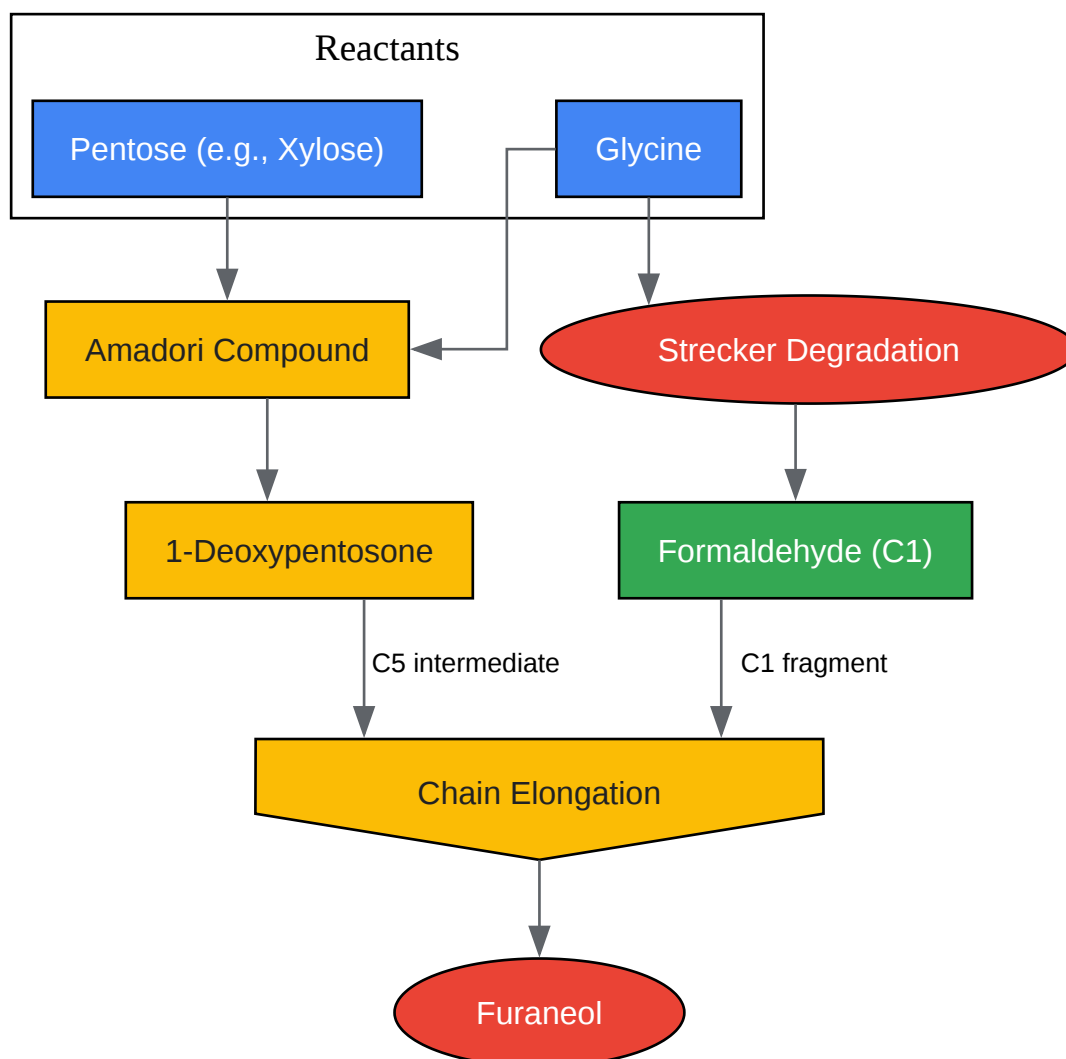 Reactants
Pentose (e.g., Xylose)
Glycine
Amadori Compound
Strecker Degradation
1-Deoxypentosone
Formaldehyde (C1)
C5 intermediate
C1 fragment
Chain Elongation
Furaneol